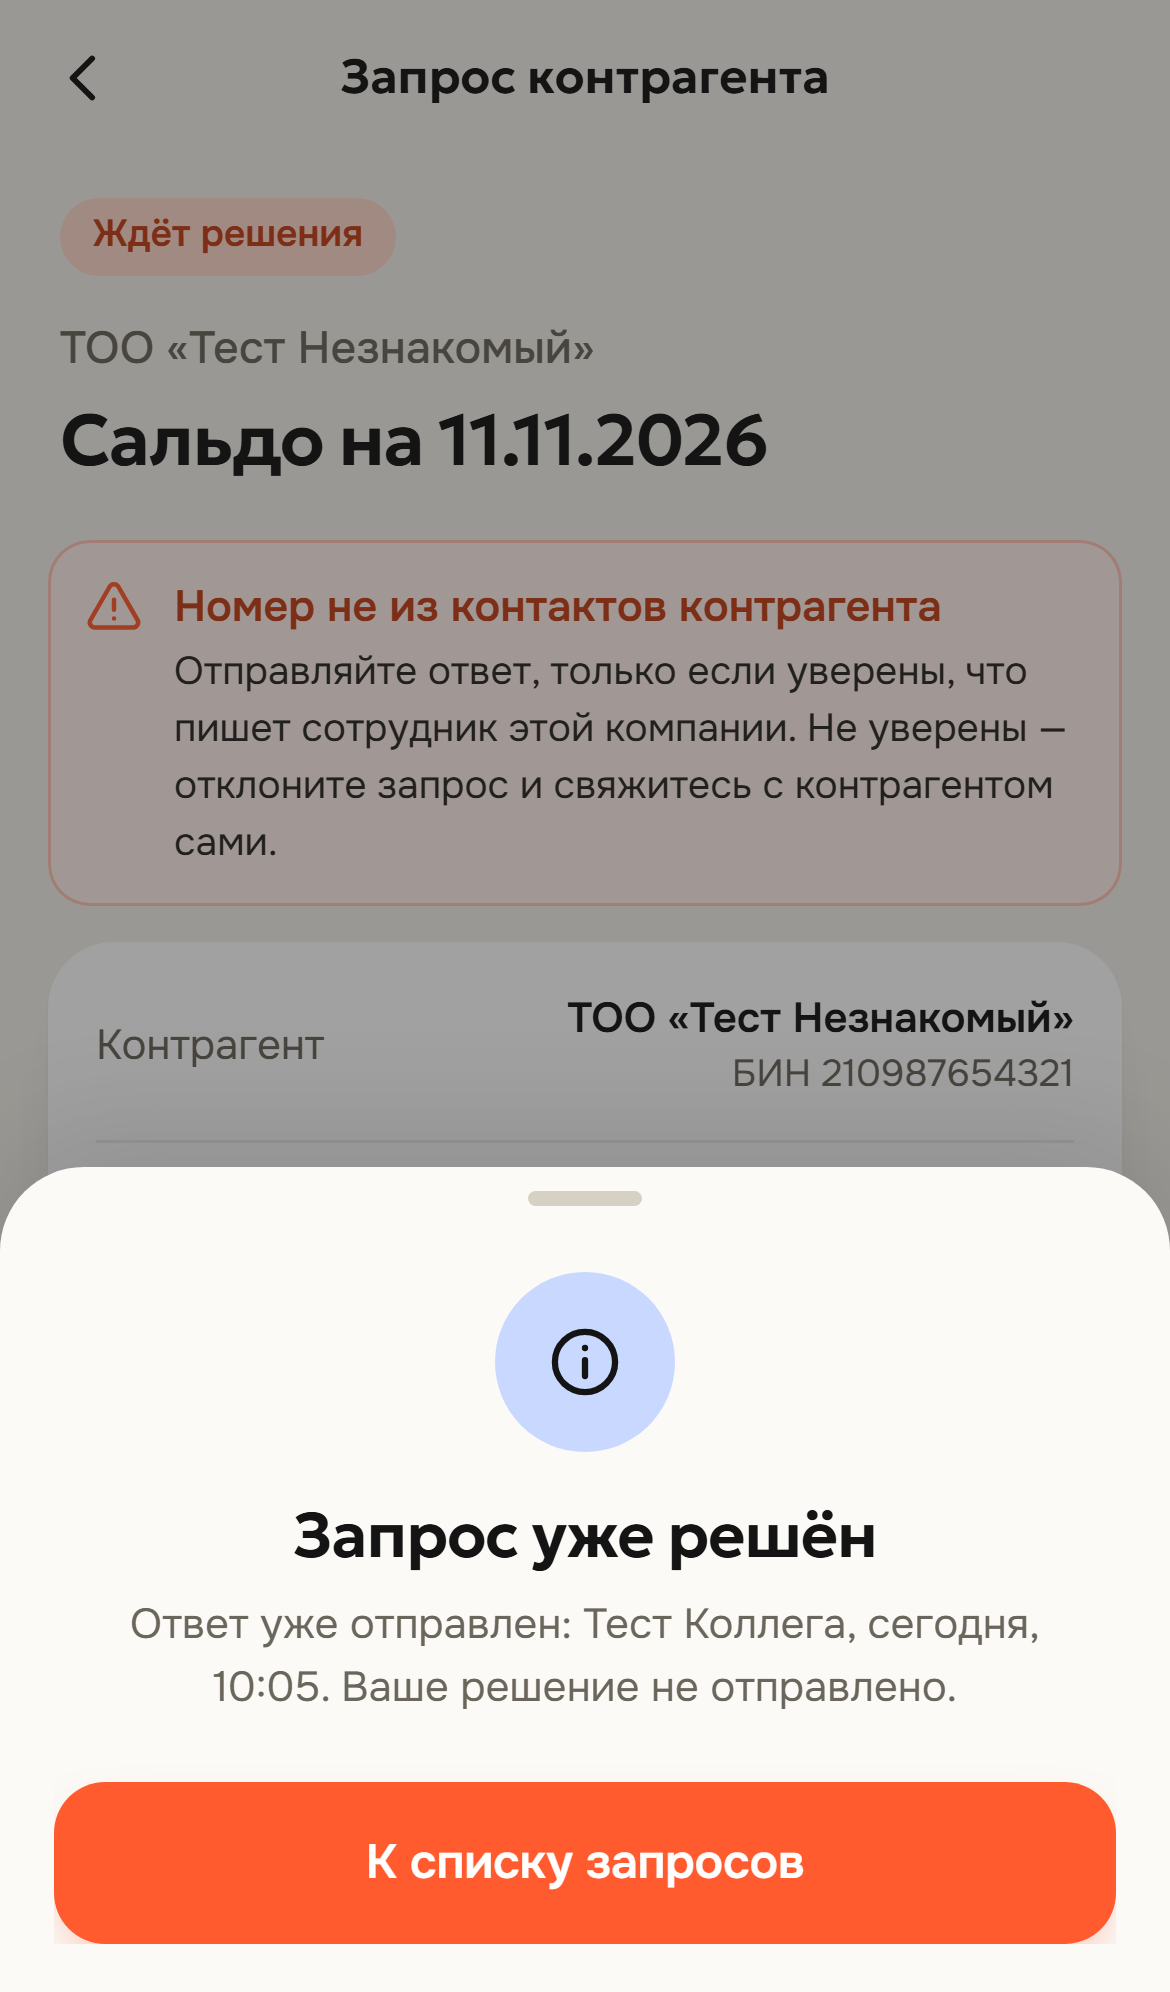 Запрос контрагента
Ждёт решения
ТОО «Тест Незнакомый»
Сальдо на 11.11.2026
Номер не из контактов контрагента
Отправляйте ответ, только если уверены, что
пишет сотрудник этой компании. Не уверены —
отклоните запрос и свяжитесь с контрагентом
сами.
Контрагент
ТОО «Тест Незнакомый»
БИН 210987654321
Запрос уже решён
Ответ уже отправлен: Тест Коллега, сегодня,
10:05. Ваше решение не отправлено.
К списку запросов